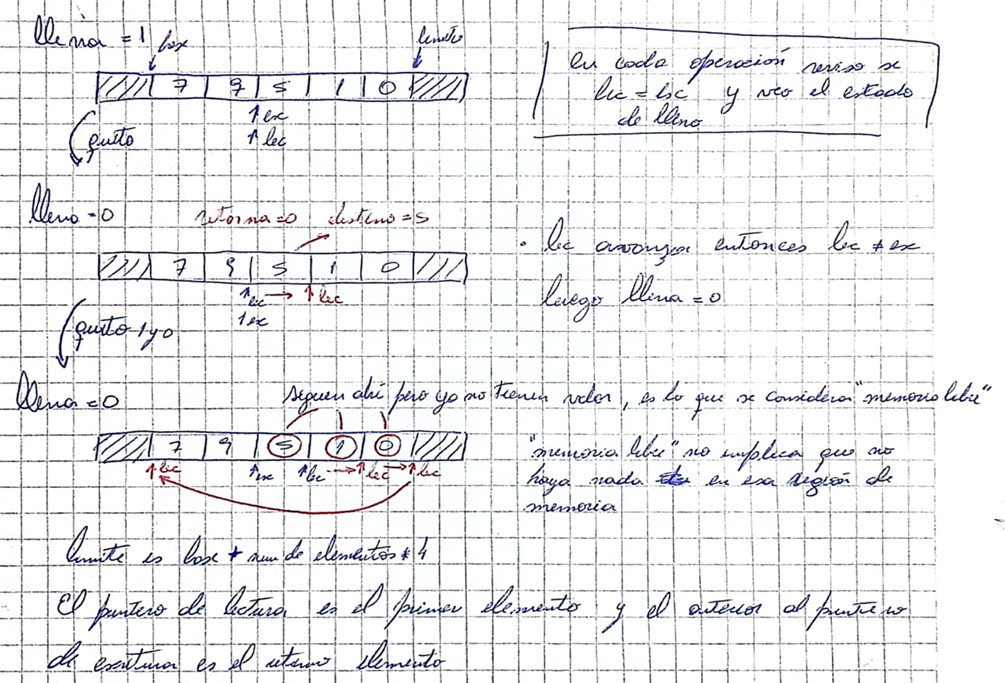 llena = 1
base
limite
7 9 5 1 0
↑ esc
↑ lec
quito
en cada operación reviso se
lec = esc y veo el estado
de lleno
llena = 0
retorna = 0 destino = 5
7 9 5 1 0
↑ lec → ↑ lec
↑ esc
quito 1 y 0
• lec avanza entonces lec ≠ esc
luego llena = 0
llena = 0
siguen ahí pero ya no tienen valor, es lo que se considera "memoria libre"
7 9 5 1 0
↑ lec ↑ esc ↑ lec → ↑ lec → ↑ lec
"memoria libre" no implica que no
haya nada en esa región de
memoria
limite es base + num de elementos * 4
El puntero de lectura es el primer elemento y el anterior al puntero
de escritura es el ultimo elemento